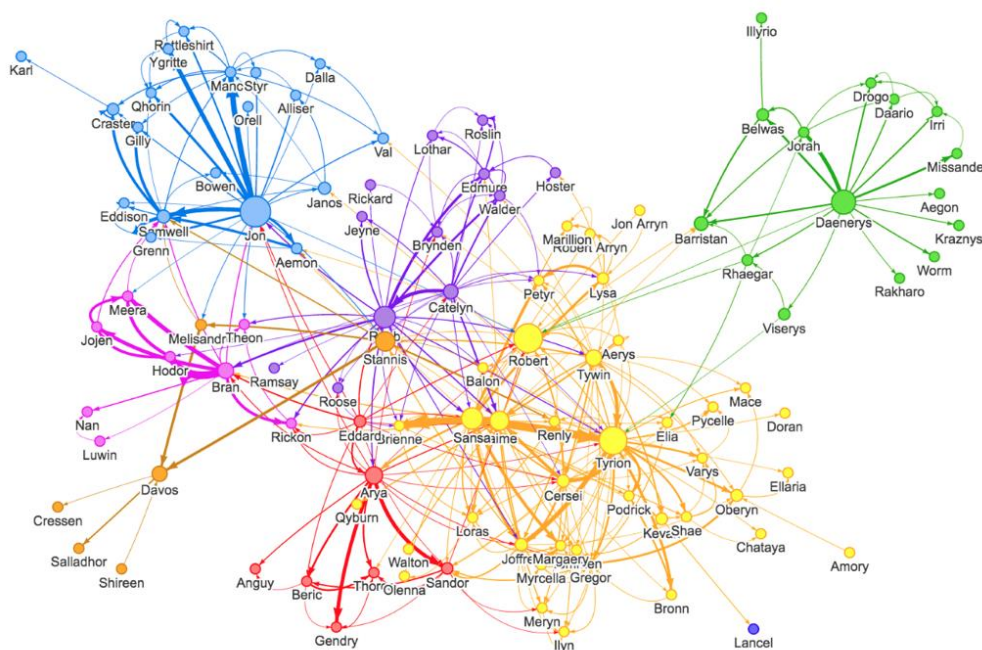 Illyrio
Rattleshirt
Ygritte
Karl
Dalla
Styr
Drogo
Qhorin
Alliser
Daario
Craster
Orell
Roslin
Belwas
Irri
Gilly
Lothar
Jorah
Val
Missandei
Bowen
Rickard
Edmure
Hoster
Aegon
Eddison
Janos
Walder
Daenerys
Samwell
Jon
Jeyne
Marillion
Jon Arryn
Kraznys
Grenn
Brynden
Robert Arryn
Barristan
Aemon
Worm
Rhaegar
Rakharo
Meera
Petyr
Lysa
Catelyn
Viserys
Jojen
Theon
Robb
Stannis
Robert
Aerys
Hodor
Ramsay
Balon
Tywin
Bran
Roose
Mace
Nan
Rickon
Eddard
Brienne
Sansa
Renly
Elia
Pycelle
Doran
Luwin
Tyrion
Davos
Arya
Cersei
Varys
Ellaria
Cressen
Qyburn
Podrick
Oberyn
Salladhor
Loras
Shae
Chataya
Shireen
Walton
Margaery
Amory
Anguy
Sandor
Myrcella
Gregor
Beric
Olenna
Bronn
Gendry
Meryn
Lancel
Ilyn